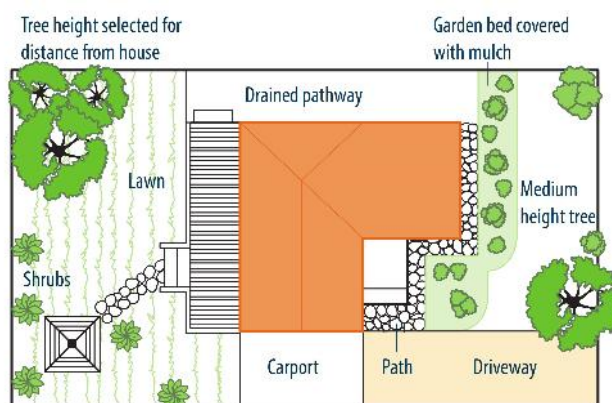 Tree height selected for
distance from house
Garden bed covered
with mulch
Drained pathway
Lawn
Medium
height tree
Shrubs
Carport
Path
Driveway